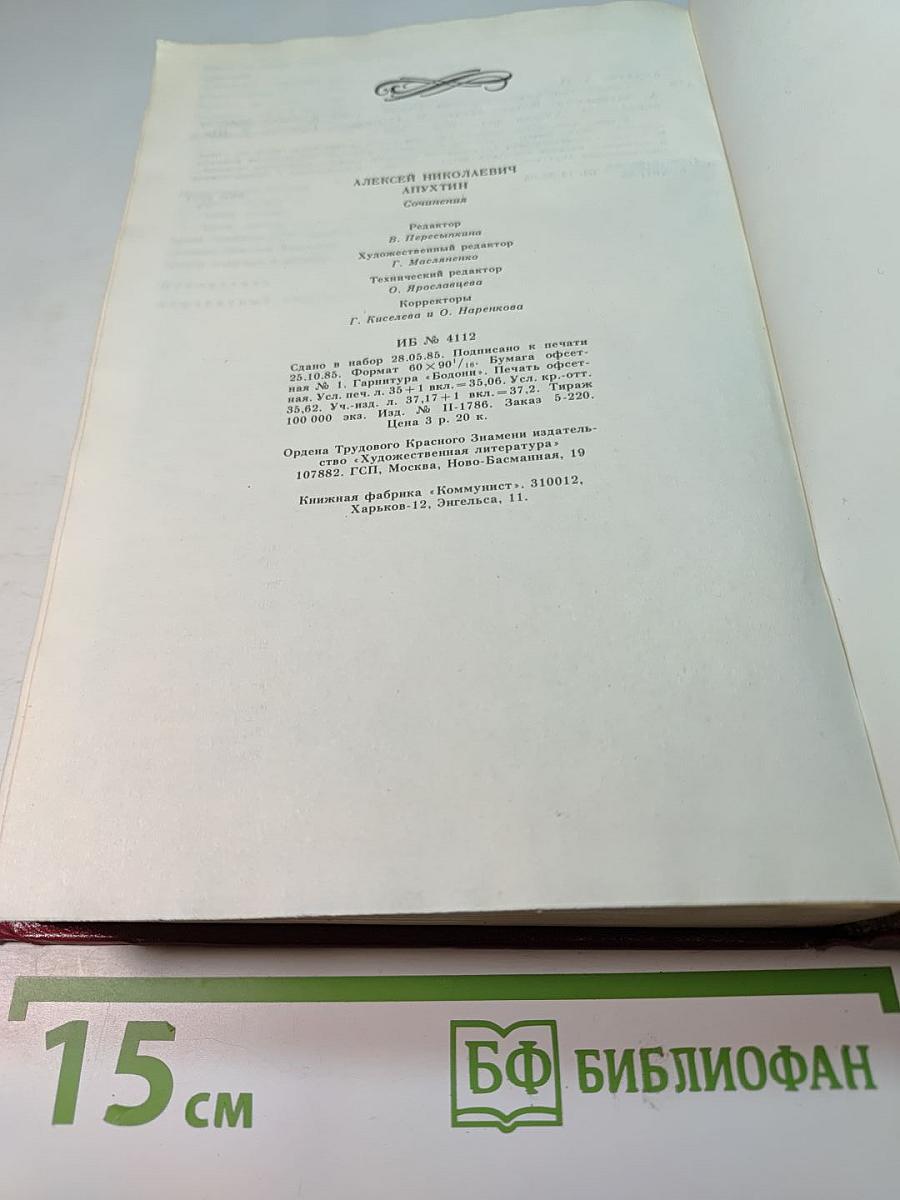 АЛЕКСЕЙ НИКОЛАЕВИЧ
АПУХТИН
Сочинения
Редактор
В. Пересыпкина
Художественный редактор
Г. Масляненко
Технический редактор
О. Ярославцева
Корректоры
Г. Киселева и О. Наренкова
ИБ № 4112
Сдано в набор 28.05.85. Подписано к печати
25.10.85. Формат 60×90¹/₁₆. Бумага офсет-
ная № 1. Гарнитура «Бодони». Печать офсет-
ная. Усл. печ. л. 35+1 вкл.=35,06. Усл. кр.-отт.
35,62. Уч.-изд. л. 37,17+1 вкл.=37,2. Тираж
100 000 экз. Изд. № II-1786. Заказ 5-220.
Цена 3 р. 20 к.
Ордена Трудового Красного Знамени издатель-
ство «Художественная литература»
107882. ГСП, Москва, Ново-Басманная, 19
Книжная фабрика «Коммунист». 310012,
Харьков-12, Энгельса, 11.
15 см
БФ БИБЛИОФАН